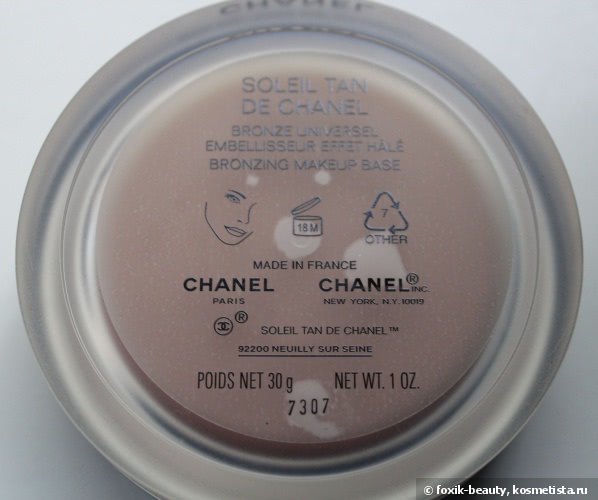 CHANEL
SOLEIL TAN
DE CHANEL
BRONZE UNIVERSEL
EMBELLISSEUR EFFET HÂLÉ
BRONZING MAKEUP BASE
18 M
7
OTHER
MADE IN FRANCE
CHANEL CHANEL® INC.
PARIS NEW YORK, N.Y. 10019
® SOLEIL TAN DE CHANEL™
92200 NEUILLY SUR SEINE
POIDS NET 30 g NET WT. 1 OZ.
7307
© foxik-beauty, kosmetista.ru